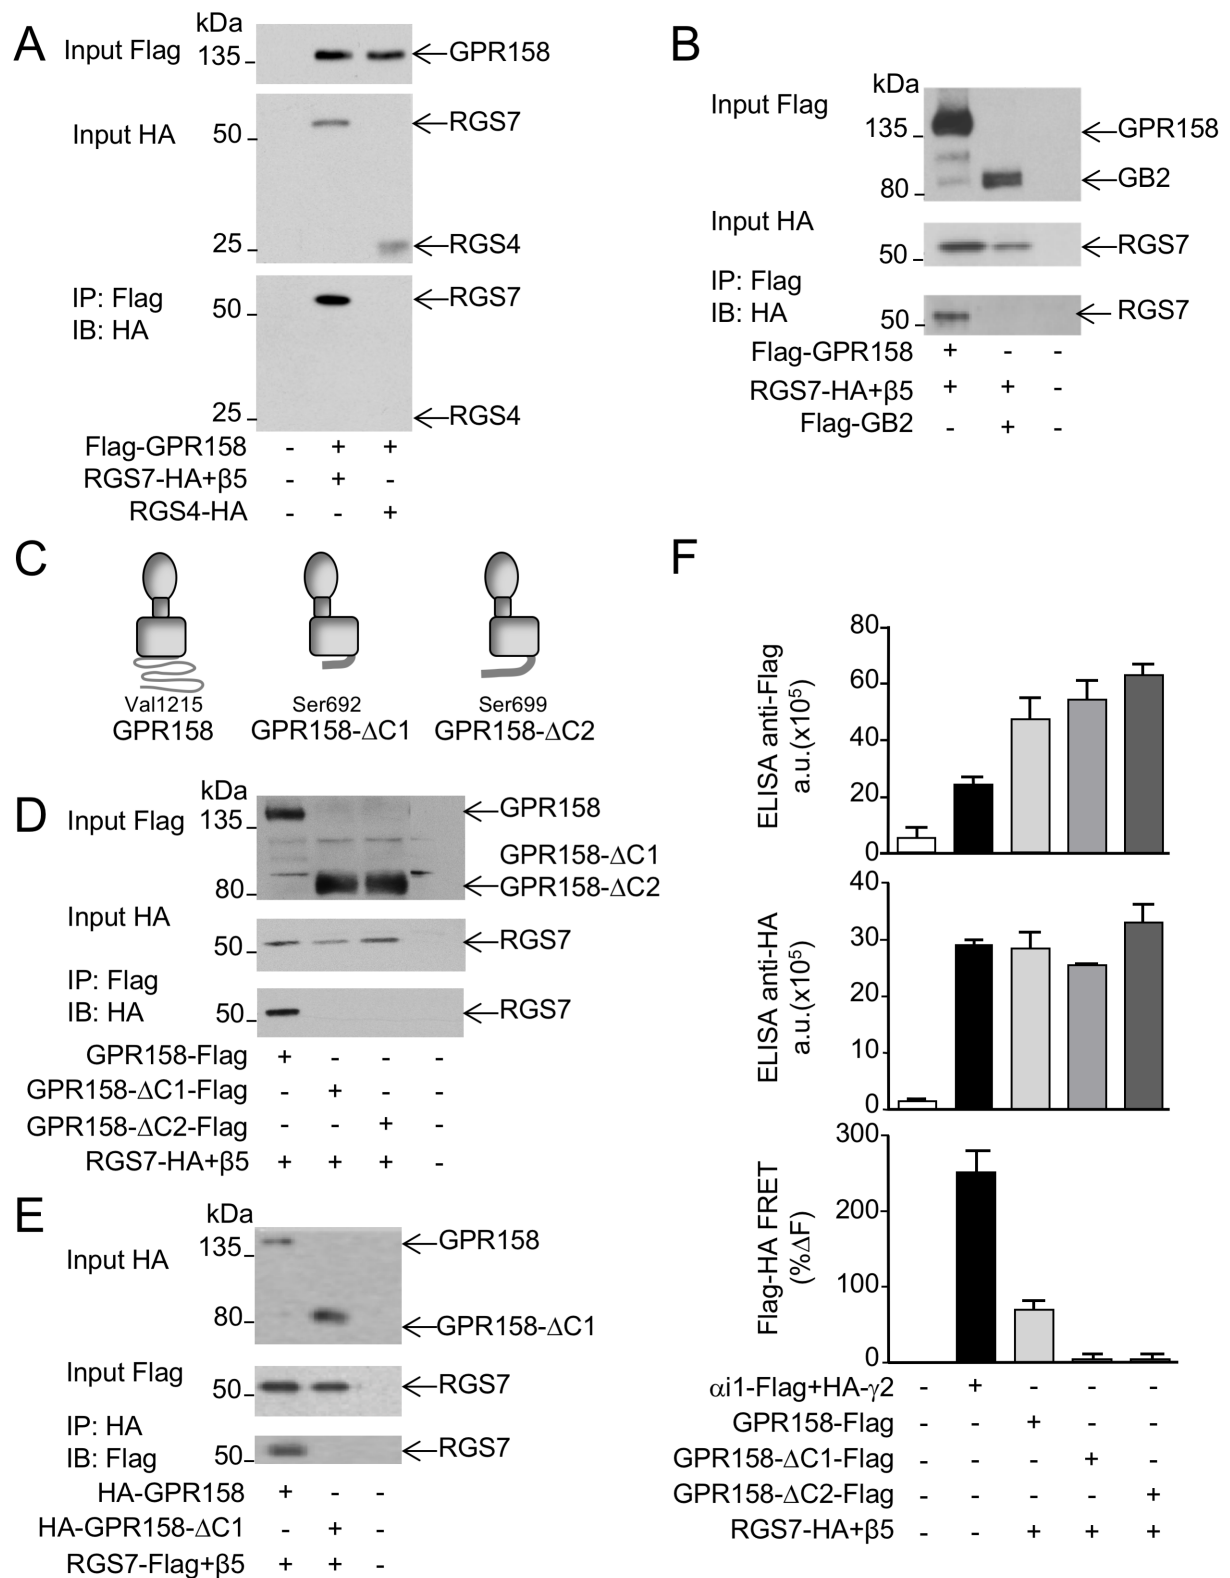 A
kDa
Input Flag
135
GPR158
Input HA
50
RGS7
25
RGS4
IP: Flag
IB: HA
50
RGS7
25
RGS4
Flag-GPR158 - + +
RGS7-HA+β5 - + -
RGS4-HA - - +
B
kDa
Input Flag
135
GPR158
80
GB2
Input HA
50
RGS7
IP: Flag
IB: HA
50
RGS7
Flag-GPR158 + - -
RGS7-HA+β5 + + -
Flag-GB2 - + -
C
Val1215
GPR158
Ser692
GPR158-ΔC1
Ser699
GPR158-ΔC2
D
kDa
Input Flag
135
GPR158
GPR158-ΔC1
80
GPR158-ΔC2
Input HA
50
RGS7
IP: Flag
IB: HA
50
RGS7
GPR158-Flag + - - -
GPR158-ΔC1-Flag - + - -
GPR158-ΔC2-Flag - - + -
RGS7-HA+β5 + + + -
E
kDa
Input HA
135
GPR158
80
GPR158-ΔC1
Input Flag
50
RGS7
IP: HA
IB: Flag
50
RGS7
HA-GPR158 + - -
HA-GPR158-ΔC1 - + -
RGS7-Flag+β5 + + -
F
ELISA anti-Flag
a.u.(x10⁵)
80
60
40
20
0
ELISA anti-HA
a.u.(x10⁵)
40
30
20
10
0
Flag-HA FRET
(%ΔF)
300
200
100
0
αi1-Flag+HA-γ2 - + - - -
GPR158-Flag - - + - -
GPR158-ΔC1-Flag - - - + -
GPR158-ΔC2-Flag - - - - +
RGS7-HA+β5 - - + + +